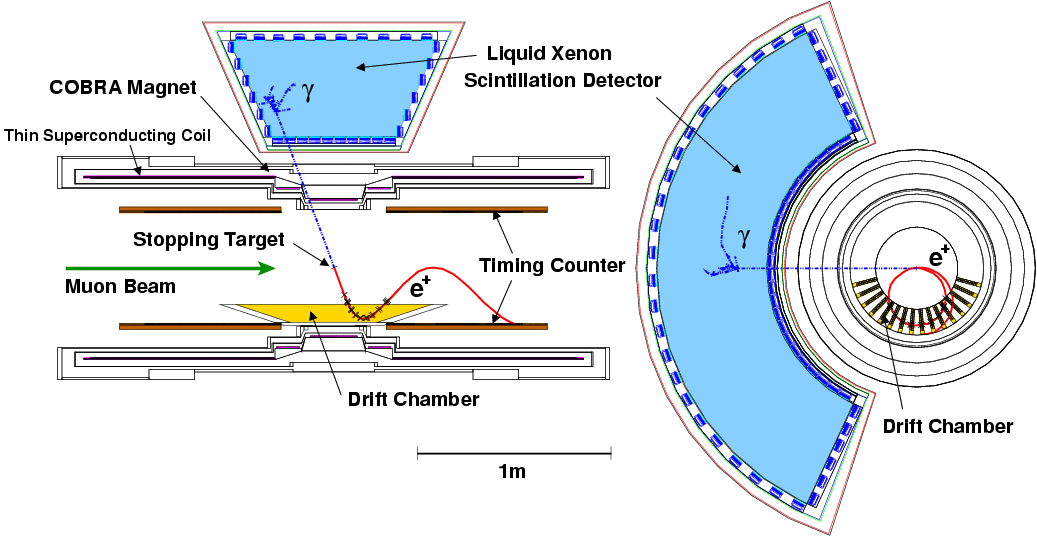 Liquid Xenon
Scintillation Detector
COBRA Magnet
γ
Thin Superconducting Coil
Stopping Target
Muon Beam
e+
Timing Counter
Drift Chamber
1m
γ
e+
Drift Chamber